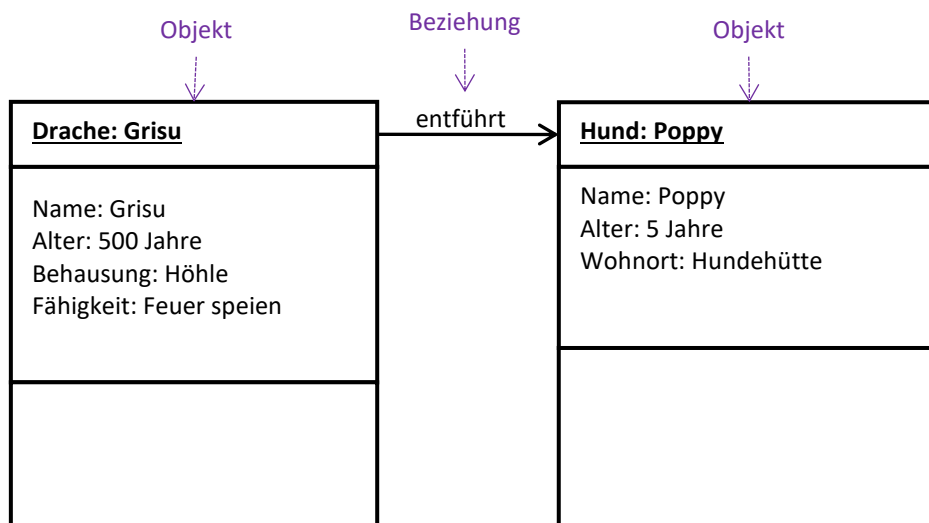 Objekt
Beziehung
Objekt
Drache: Grisu
entführt
Hund: Poppy
Name: Grisu
Alter: 500 Jahre
Behausung: Höhle
Fähigkeit: Feuer speien
Name: Poppy
Alter: 5 Jahre
Wohnort: Hundehütte